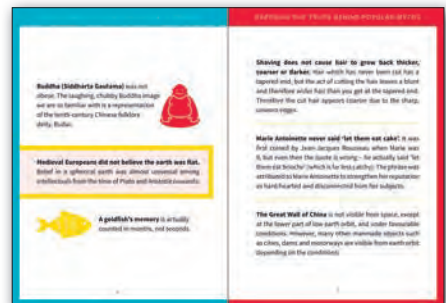 EXPOSING THE TRUTH BEHIND POPULAR MYTHS
Buddha (Siddharta Gautama) was not
obese. The laughing, chubby Buddha image
we are so familiar with is a representation
of the tenth-century Chinese folklore
deity, Budai.
Medieval Europeans did not believe the earth was flat.
Belief in a spherical earth was almost universal among
intellectuals from the time of Plato and Aristotle onwards.
A goldfish's memory is actually
counted in months, not seconds.
Shaving does not cause hair to grow back thicker,
coarser or darker. Hair which has never been cut has a
tapered end, but the act of cutting the hair leaves a blunt
and therefore wider hair than you get at the tapered end.
Therefore the cut hair appears coarser due to the sharp,
uneven edges.
Marie Antoinette never said 'let them eat cake'. It was
first coined by Jean-Jacques Rousseau when Marie was
9, but even then the quote is wrong – he actually said 'let
them eat brioche' (which is far less catchy). The phrase was
attributed to Marie Antoinette to strengthen her reputation
as hard-hearted and disconnected from her subjects.
The Great Wall of China is not visible from space, except
at the lower part of low earth orbit, and under favourable
conditions. However, many other manmade objects such
as cities, dams and motorways are visible from earth orbit
depending on the conditions.